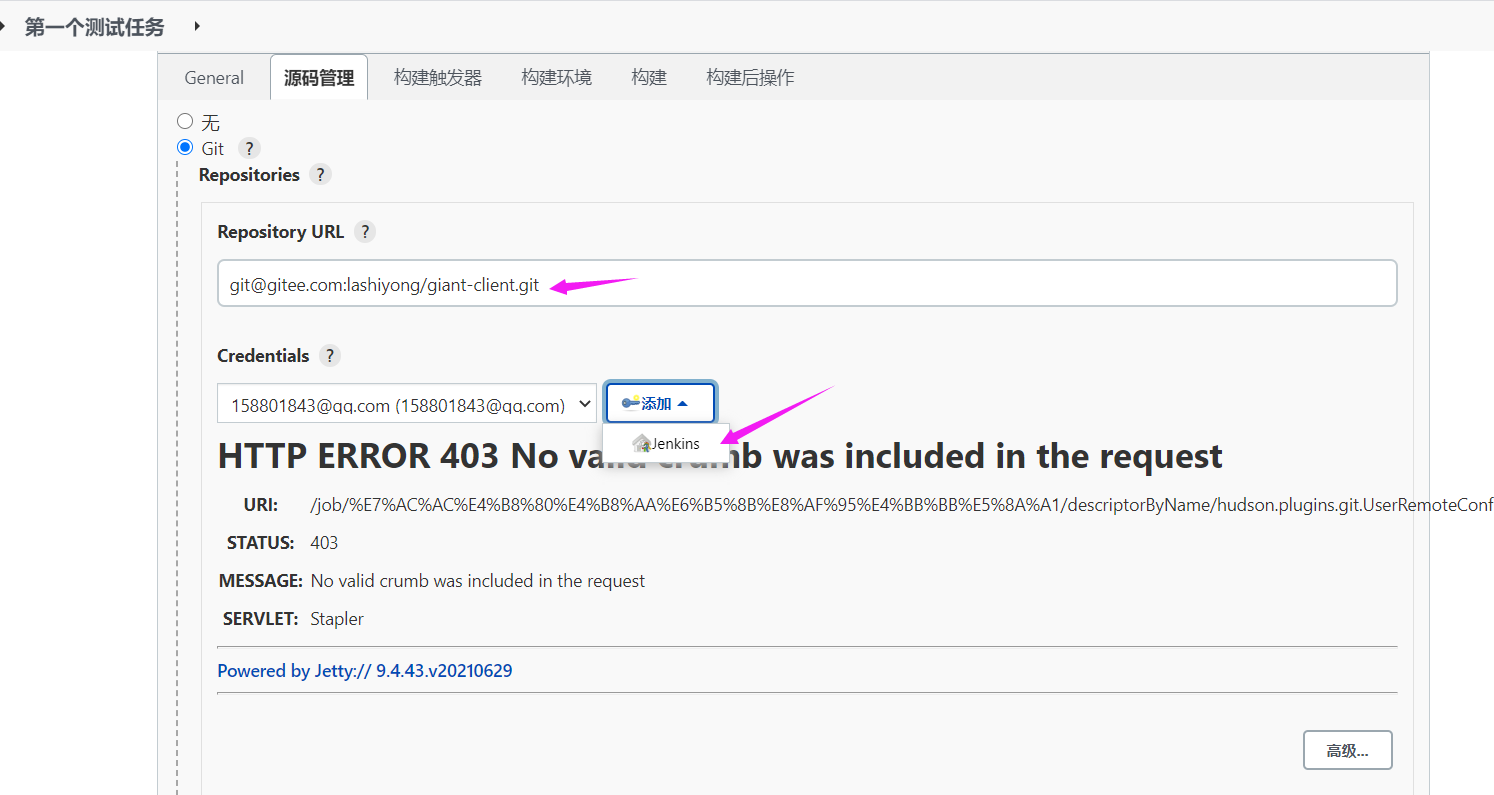 第一个测试任务
General 源码管理 构建触发器 构建环境 构建 构建后操作
无
Git ?
Repositories ?
Repository URL ?
git@gitee.com:lashiyong/giant-client.git
Credentials ?
158801843@qq.com (158801843@qq.com) 添加
Jenkins
HTTP ERROR 403 No valid crumb was included in the request
URI: /job/%E7%AC%AC%E4%B8%80%E4%B8%AA%E6%B5%8B%E8%AF%95%E4%BB%BB%E5%8A%A1/descriptorByName/hudson.plugins.git.UserRemoteConf
STATUS: 403
MESSAGE: No valid crumb was included in the request
SERVLET: Stapler
Powered by Jetty:// 9.4.43.v20210629
高级...